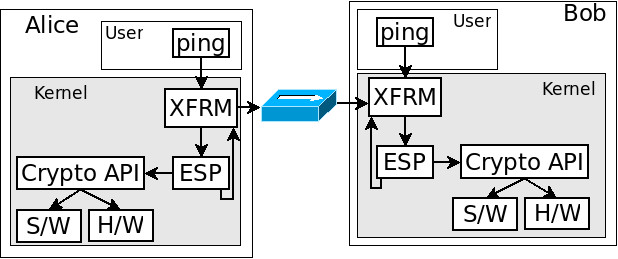 Alice
User
ping
Kernel
XFRM
Crypto API
ESP
S/W
H/W
Bob
User
ping
Kernel
XFRM
ESP
Crypto API
S/W
H/W